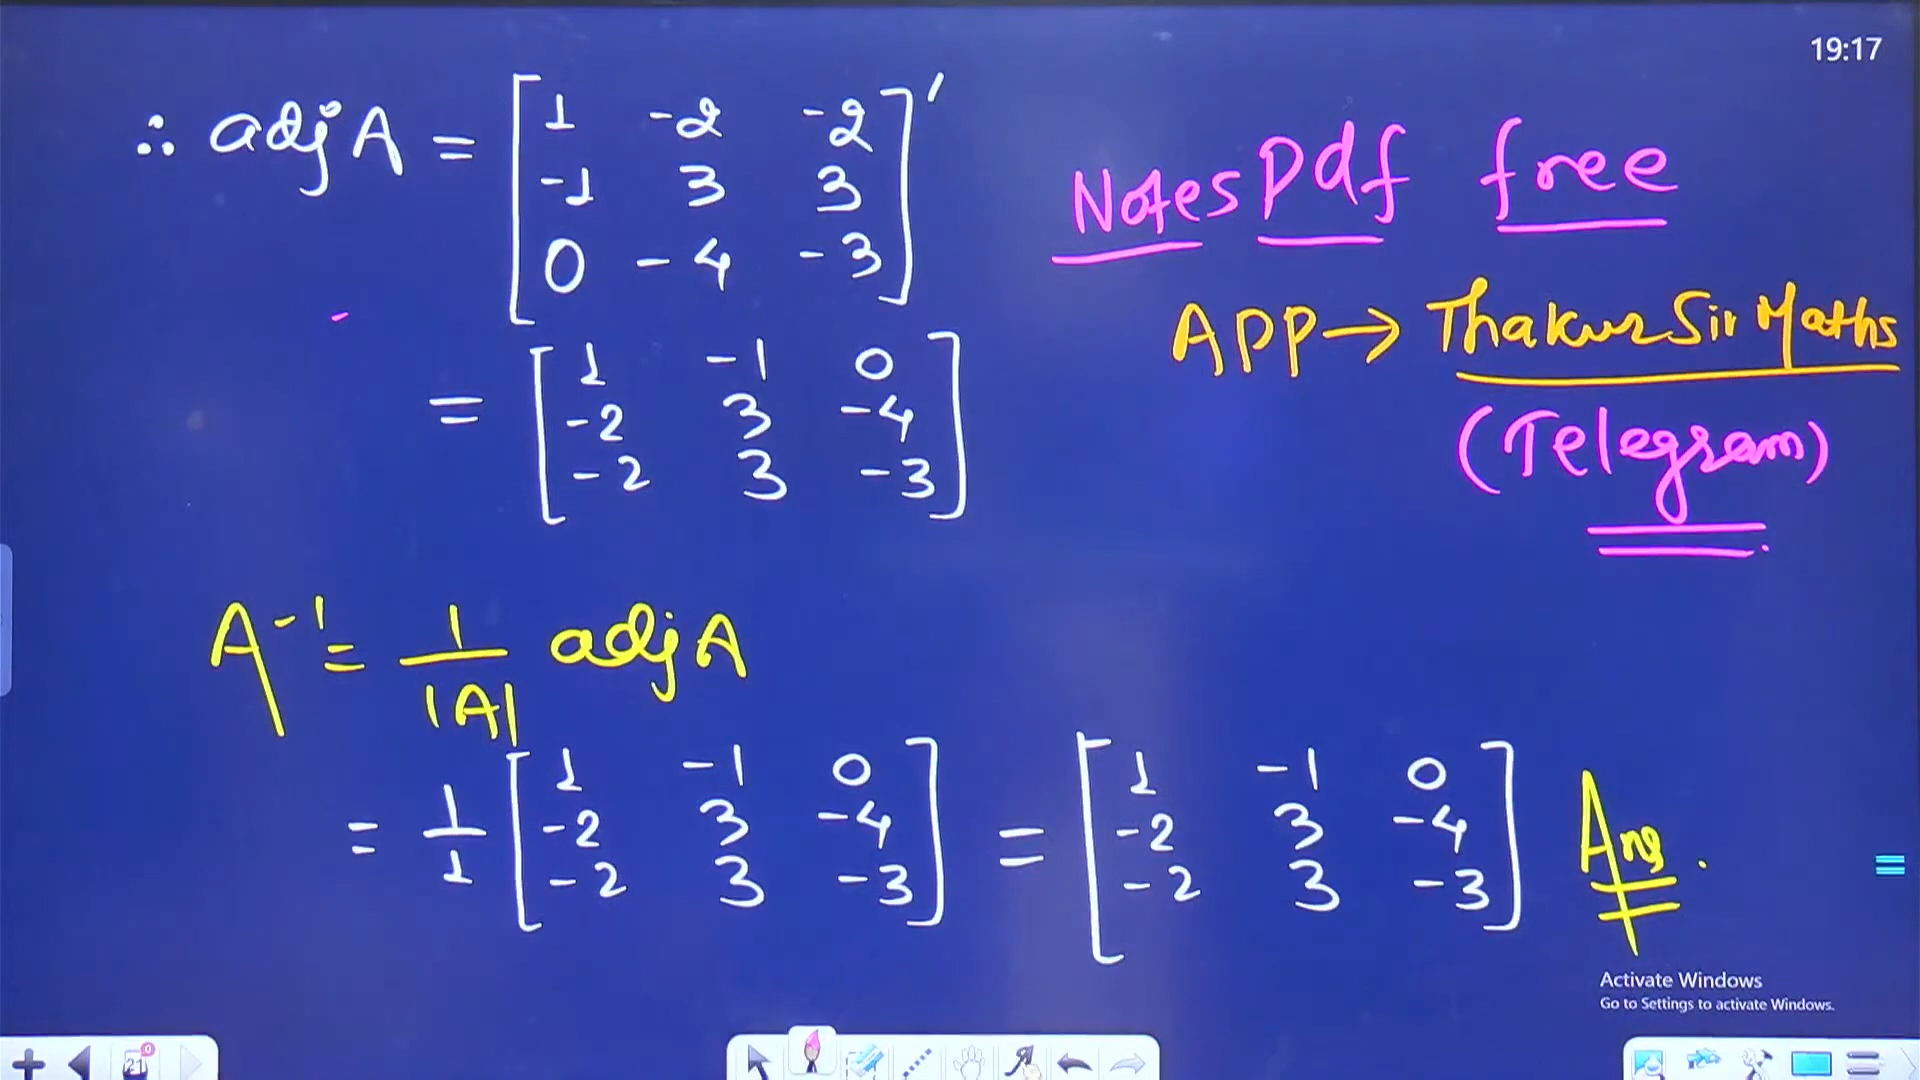 19:17
∴ adj A = [ 1 -2 -2 ]'
-1 3 3
0 -4 -3
= [ 1 -1 0 ]
-2 3 -4
-2 3 -3
Notes Pdf free
APP → Thakur Sir Maths
(Telegram)
A⁻¹ = 1/|A| adj A
= 1/1 [ 1 -1 0 ] = [ 1 -1 0 ] Ans.
-2 3 -4 -2 3 -4
-2 3 -3 -2 3 -3
Activate Windows
Go to Settings to activate Windows.
21 0